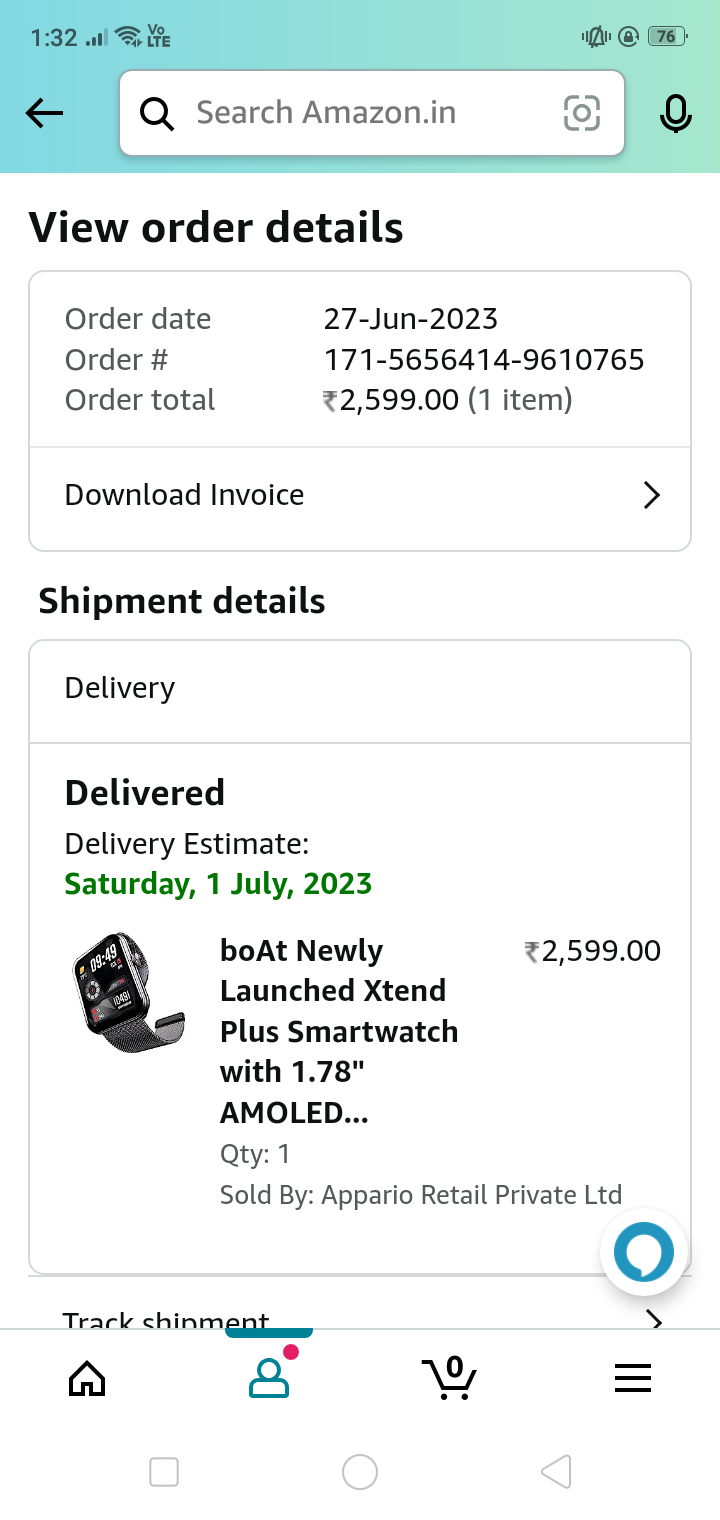 1:32 Vo LTE 76
Search Amazon.in
View order details
Order date 27-Jun-2023
Order # 171-5656414-9610765
Order total ₹2,599.00 (1 item)
Download Invoice
Shipment details
Delivery
Delivered
Delivery Estimate:
Saturday, 1 July, 2023
09:49
boAt Newly ₹2,599.00
Launched Xtend
Plus Smartwatch
with 1.78"
AMOLED...
Qty: 1
Sold By: Appario Retail Private Ltd
Track shipment
0